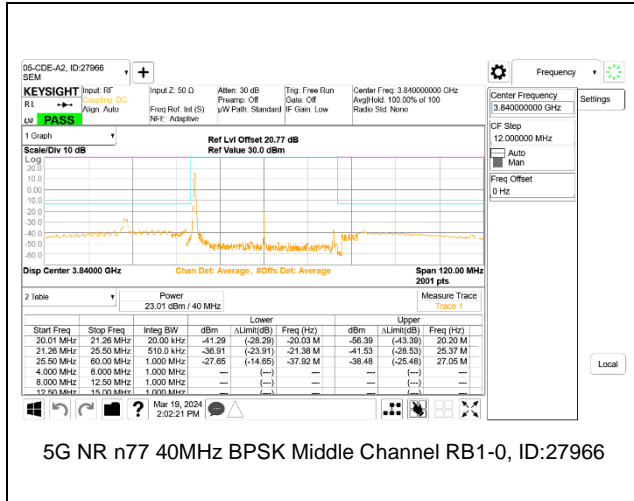 05-CDE-A2, ID:27966
SEM
Frequency
Settings
KEYSIGHT
RL
PASS
Input: RF
Coupling: DC
Align: Auto
Input Z: 50 Ω
Freq Ref: Int (S)
NFE: Adaptive
Atten: 30 dB
Preamp: Off
µW Path: Standard
Trig: Free Run
Gate: Off
IF Gain: Low
Center Freq: 3.840000000 GHz
Avg|Hold: 100.00% of 100
Radio Std: None
Center Frequency
3.840000000 GHz
CF Step
12.000000 MHz
Auto
Man
Freq Offset
0 Hz
1 Graph
Scale/Div 10 dB
Ref Lvl Offset 20.77 dB
Ref Value 30.0 dBm
Log
20.0
10.0
0.00
-10.0
-20.0
-30.0
-40.0
-50.0
-60.0
Disp Center 3.84000 GHz
Chan Det: Average , #Offs Det: Average
Span 120.00 MHz
2001 pts
2 Table
Power
23.01 dBm / 40 MHz
Measure Trace
Trace 1
Lower Upper
Start Freq Stop Freq Integ BW dBm ΔLimit(dB) Freq (Hz) dBm ΔLimit(dB) Freq (Hz)
20.01 MHz 21.26 MHz 20.00 kHz -41.29 (-28.29) -20.03 M -56.39 (-43.39) 20.20 M
21.26 MHz 25.50 MHz 510.0 kHz -36.91 (-23.91) -21.38 M -41.53 (-28.53) 25.37 M
25.50 MHz 60.00 MHz 1.000 MHz -27.65 (-14.65) -37.92 M -38.48 (-25.48) 27.05 M
4.000 MHz 8.000 MHz 1.000 MHz --- (---) --- (---)
8.000 MHz 12.50 MHz 1.000 MHz --- (---) --- (---)
12.50 MHz 15.00 MHz 1.000 MHz --- (---) --- (---)
Local
Mar 19, 2024
2:02:21 PM
5G NR n77 40MHz BPSK Middle Channel RB1-0, ID:27966